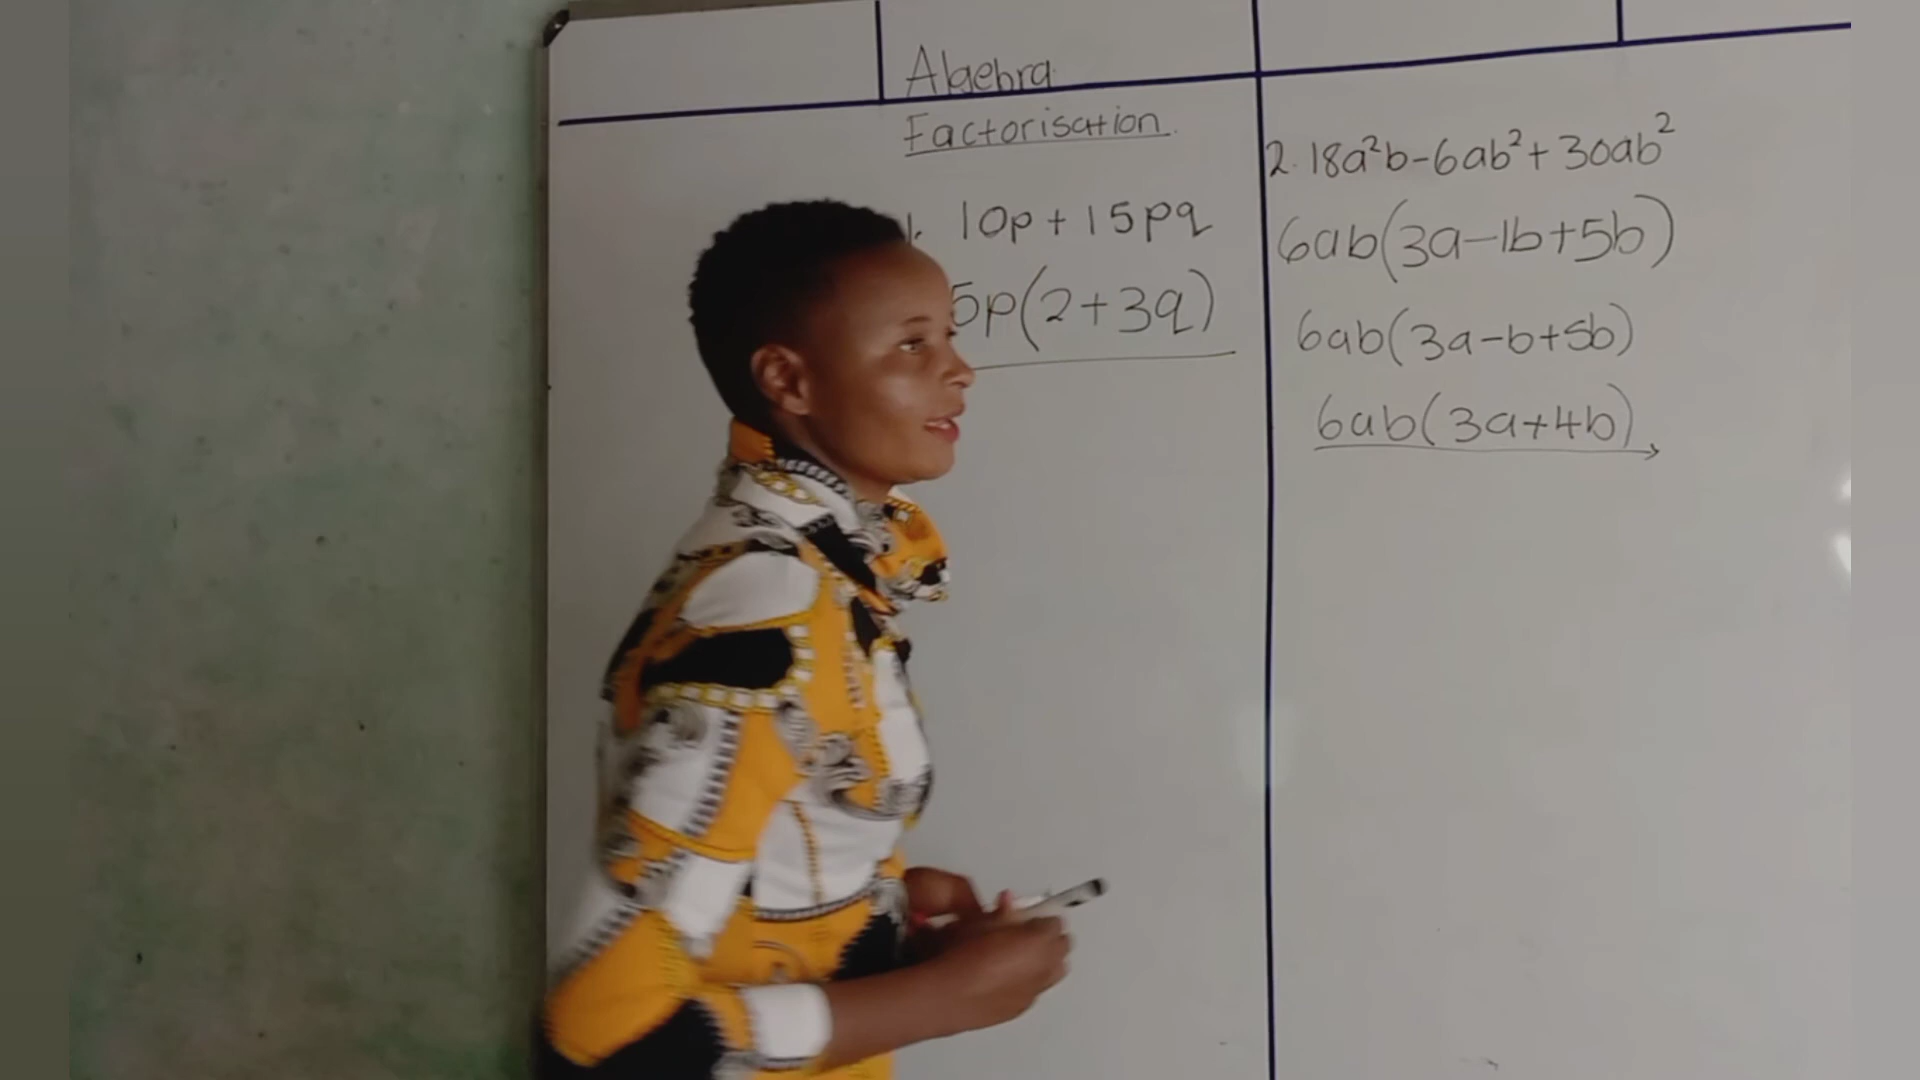 Algebra
Factorisation.
1. 10p + 15pq
5p(2+3q)
2. 18a²b - 6ab² + 30ab²
6ab(3a-1b+5b)
6ab(3a-b+5b)
6ab(3a+4b)